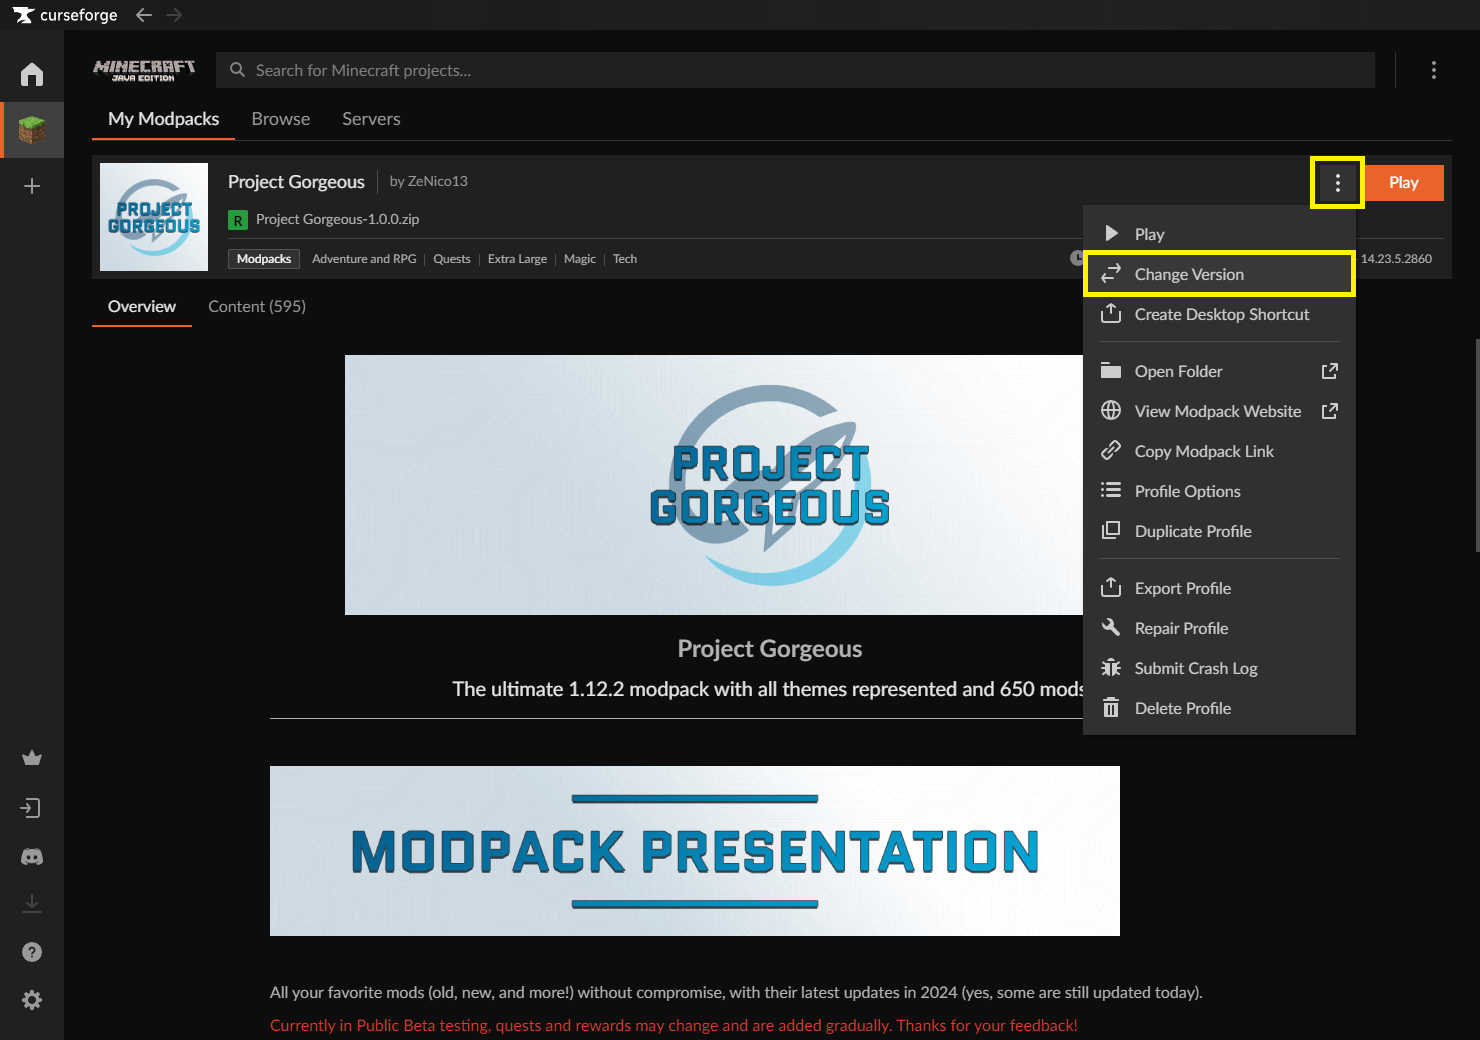 curseforge
MINECRAFT
JAVA EDITION
Search for Minecraft projects...
My Modpacks
Browse
Servers
PROJECT
GORGEOUS
Project Gorgeous
by ZeNico13
Play
R
Project Gorgeous-1.0.0.zip
Modpacks
Adventure and RPG
Quests
Extra Large
Magic
Tech
14.23.5.2860
Play
Change Version
Create Desktop Shortcut
Open Folder
View Modpack Website
Copy Modpack Link
Profile Options
Duplicate Profile
Export Profile
Repair Profile
Submit Crash Log
Delete Profile
Overview
Content (595)
PROJECT
GORGEOUS
Project Gorgeous
The ultimate 1.12.2 modpack with all themes represented and 650 mods
MODPACK PRESENTATION
All your favorite mods (old, new, and more!) without compromise, with their latest updates in 2024 (yes, some are still updated today).
Currently in Public Beta testing, quests and rewards may change and are added gradually. Thanks for your feedback!